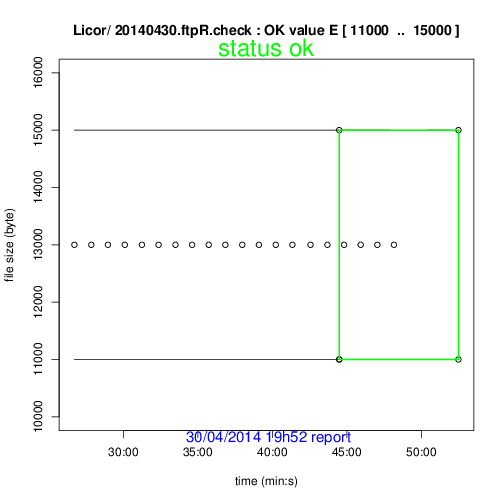 Licor/ 20140430.ftpR.check : OK value E [ 11000 .. 15000 ]
status ok
file size (byte)
16000
15000
14000
13000
12000
11000
10000
30/04/2014 19h52 report
30:00 35:00 40:00 45:00 50:00
time (min:s)